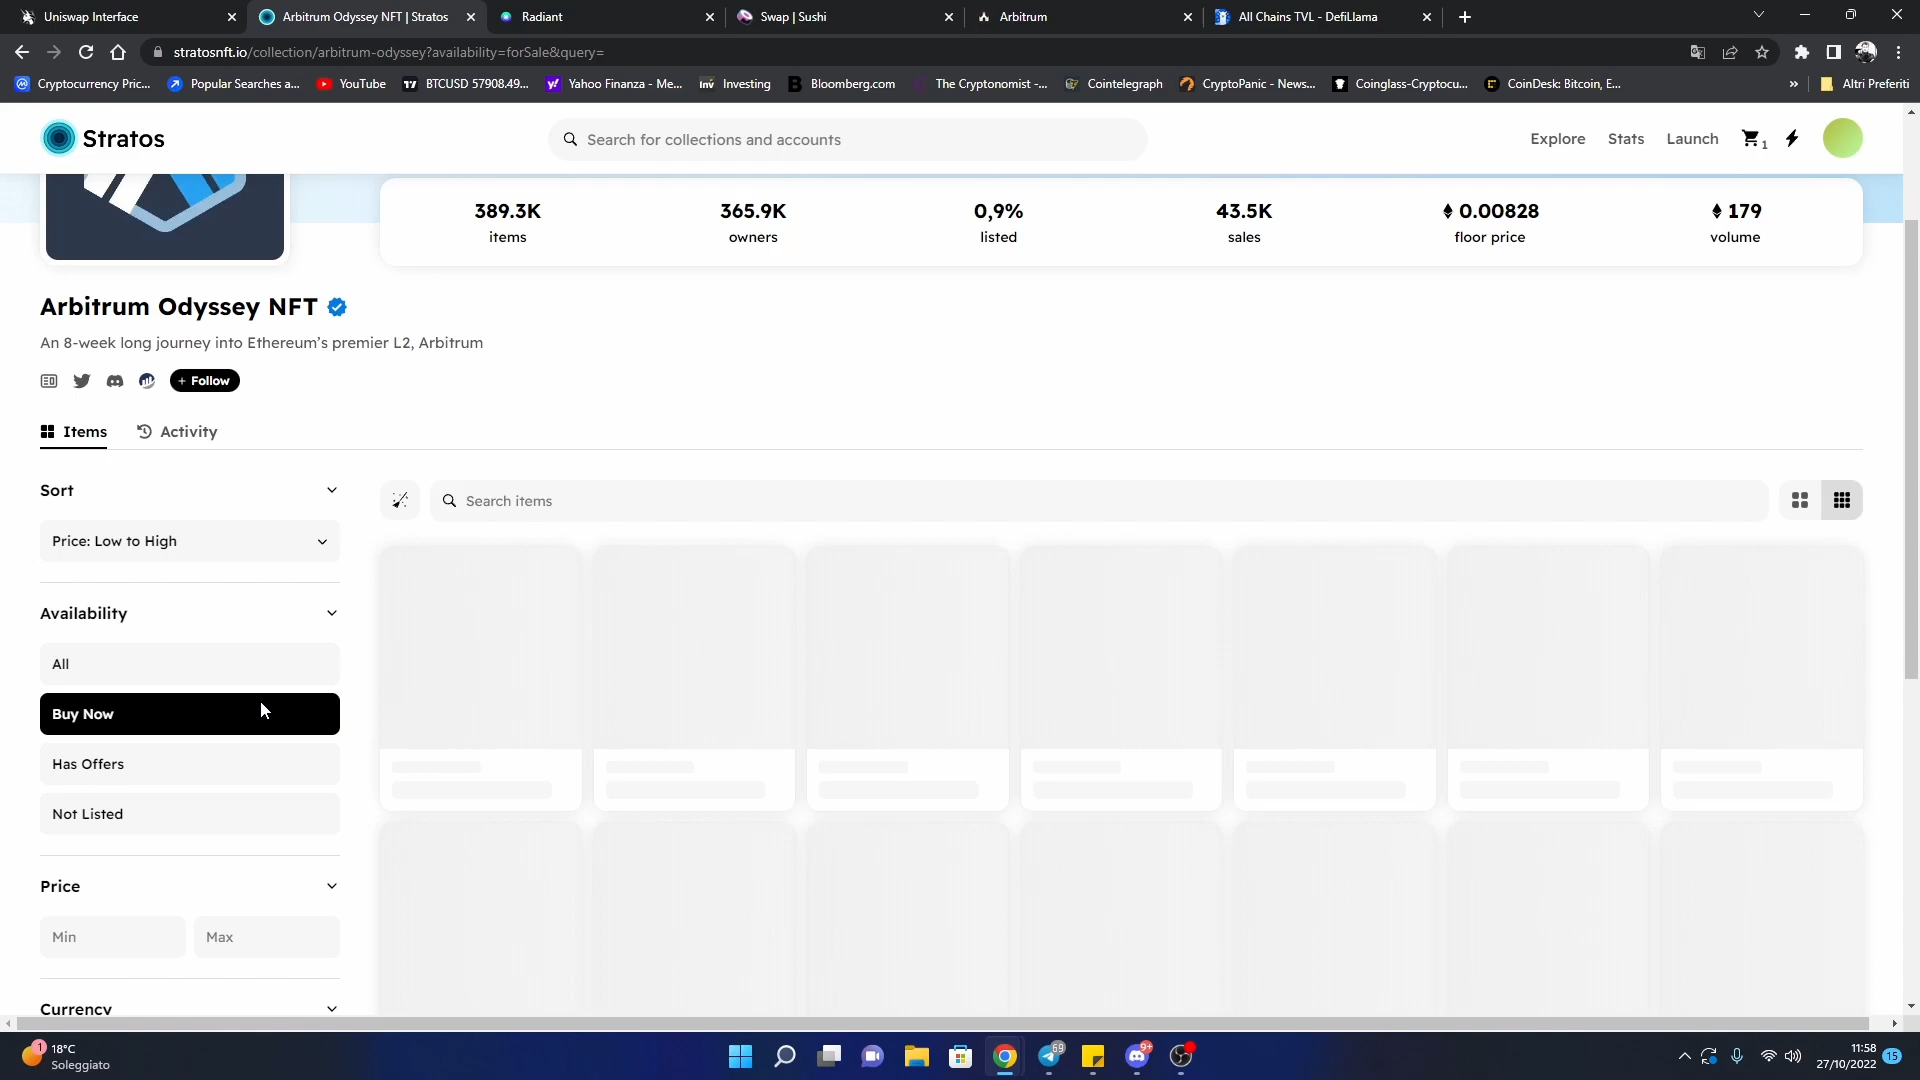 Uniswap Interface
Arbitrum Odyssey NFT | Stratos
Radiant
Swap | Sushi
Arbitrum
All Chains TVL - DefiLlama
stratosnft.io/collection/arbitrum-odyssey?availability=forSale&query=
Cryptocurrency Pric...
Popular Searches a...
YouTube
BTCUSD 57908.49...
Yahoo Finanza - Me...
Investing
Bloomberg.com
The Cryptonomist -...
Cointelegraph
CryptoPanic - News...
Coinglass-Cryptocu...
CoinDesk: Bitcoin, E...
»
Altri Preferiti
Stratos
Search for collections and accounts
Explore
Stats
Launch
1
389.3K
items
365.9K
owners
0,9%
listed
43.5K
sales
0.00828
floor price
179
volume
Arbitrum Odyssey NFT
An 8-week long journey into Ethereum's premier L2, Arbitrum
+ Follow
Items
Activity
Sort
Search items
Price: Low to High
Availability
All
Buy Now
Has Offers
Not Listed
Price
Min
Max
Currency
1
18°C
Soleggiato
69
9+
11:58
27/10/2022
15